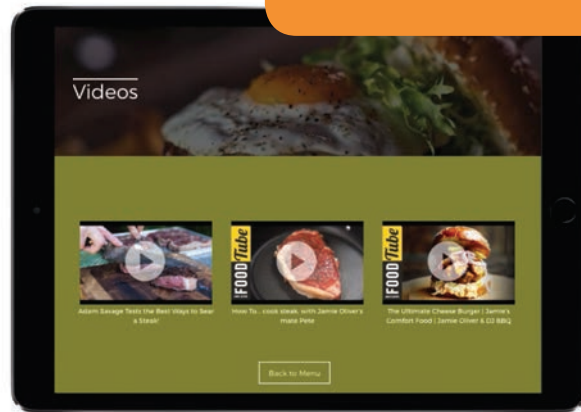 Videos
FOOD Tube
FOOD Tube
Adam Savage Tests the Best Ways to Sear
a Steak!
How To... cook steak, with Jamie Oliver's
mate Pete
The Ultimate Cheese Burger | Jamie's
Comfort Food | Jamie Oliver & DJ BBQ
Back to Menu